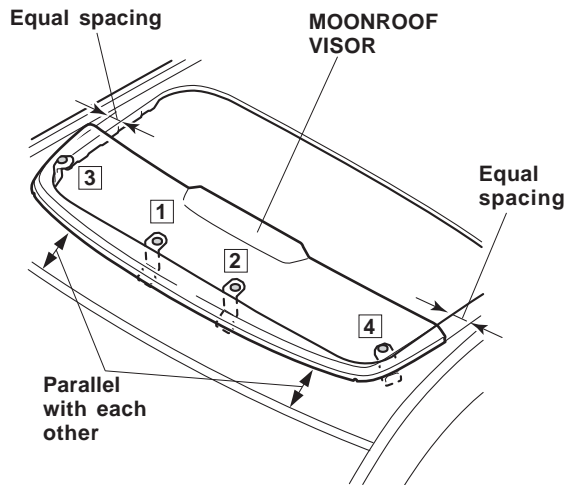 Equal spacing
MOONROOF
VISOR
3
1
2
Equal
spacing
4
Parallel
with each
other